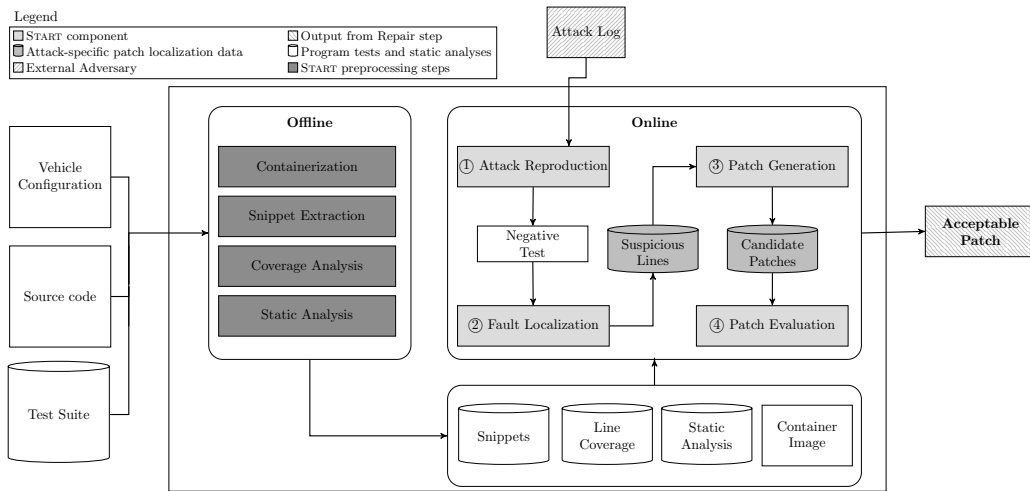 Legend
START component
Output from Repair step
Attack-specific patch localization data
Program tests and static analyses
External Adversary
START preprocessing steps
Attack Log
Vehicle
Configuration
Source code
Test Suite
Offline
Containerization
Snippet Extraction
Coverage Analysis
Static Analysis
Online
① Attack Reproduction
Negative
Test
② Fault Localization
Suspicious
Lines
③ Patch Generation
Candidate
Patches
④ Patch Evaluation
Acceptable
Patch
Snippets
Line
Coverage
Static
Analysis
Container
Image